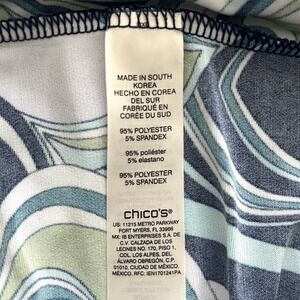 MADE IN SOUTH
KOREA
HECHO EN COREA
DEL SUR
FABRIQUÉ EN
CORÉE DU SUD
95% POLYESTER
5% SPANDEX
95% poliéster
5% elastano
95% POLYESTER
5% SPANDEX
chico's®
US: 11215 METRO PARKWAY
FORT MYERS, FL 33966
MX: IB ENTERPRISES S.A. DE
C.V. CALZADA DE LOS
LEONES NO. 170, PISO 1,
COL. LOS ALPES, DEL.
ÁLVARO OBREGÓN, C.P.
01010, CIUDAD DE MÉXICO,
MÉXICO. RFC: IEN1701241PA